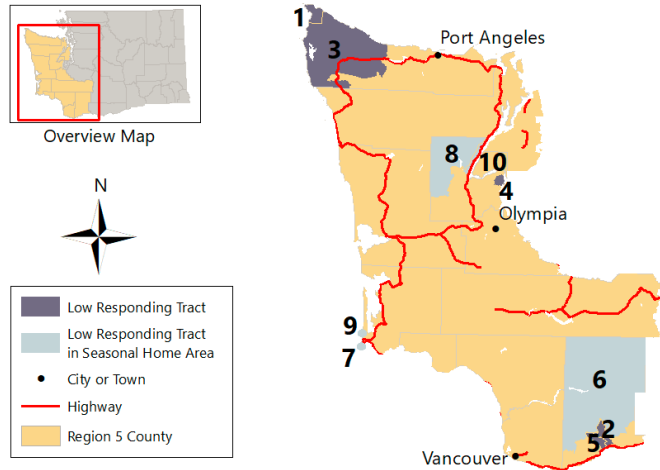 1
Port Angeles
3
Overview Map
8
10
4
N
Olympia
Low Responding Tract
Low Responding Tract
in Seasonal Home Area
City or Town
Highway
Region 5 County
9
7
6
2
5
Vancouver